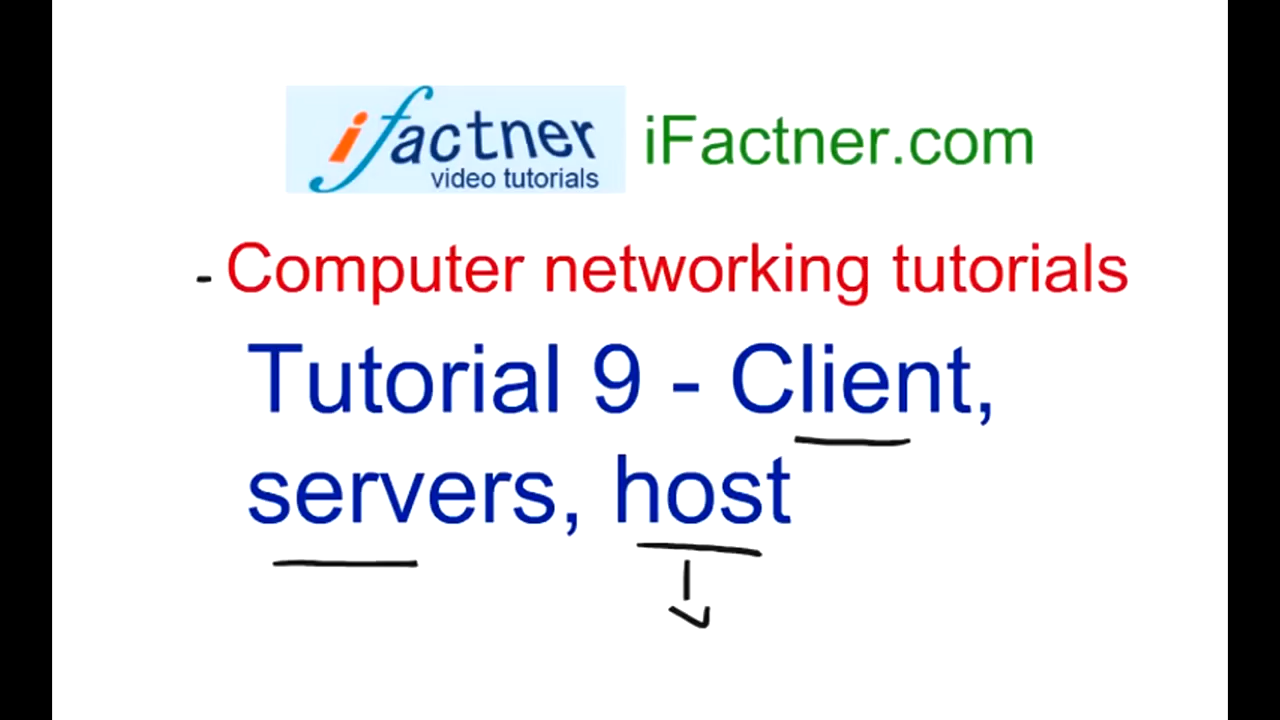 ifactner iFactner.com
video tutorials
- Computer networking tutorials
Tutorial 9 - Client,
servers, host